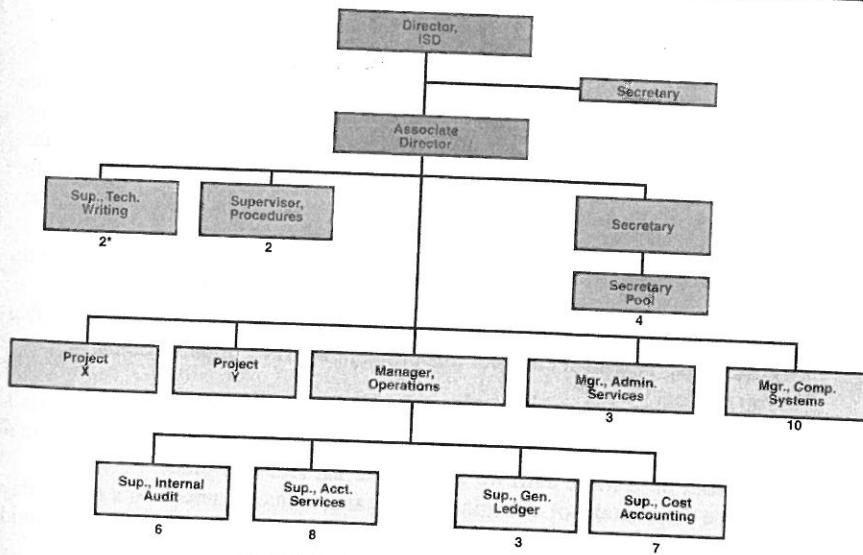 Director,
ISD
Secretary
Associate
Director
Sup., Tech.
Writing
2*
Supervisor,
Procedures
2
Secretary
Secretary
Pool
4
Project
X
Project
Y
Manager,
Operations
Mgr., Admin.
Services
3
Mgr., Comp.
Systems
10
Sup., Internal
Audit
6
Sup., Acct.
Services
8
Sup., Gen.
Ledger
3
Sup., Cost
Accounting
7